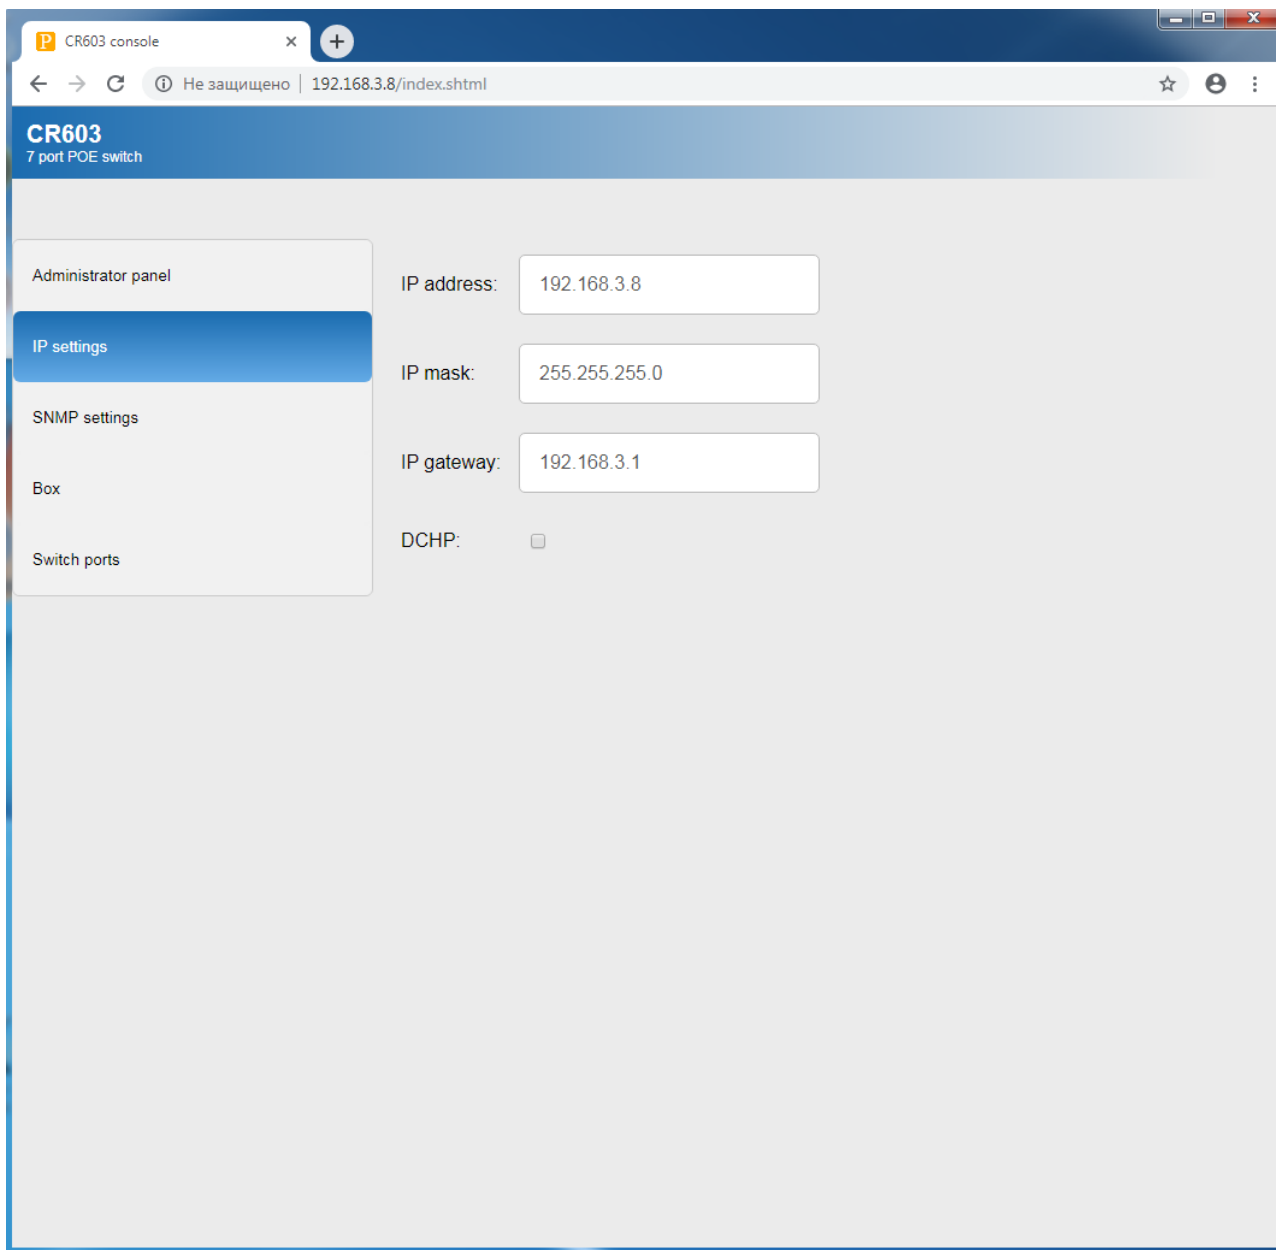 P CR603 console
Не защищено | 192.168.3.8/index.shtml
CR603
7 port POE switch
Administrator panel
IP settings
SNMP settings
Box
Switch ports
IP address: 192.168.3.8
IP mask: 255.255.255.0
IP gateway: 192.168.3.1
DCHP: